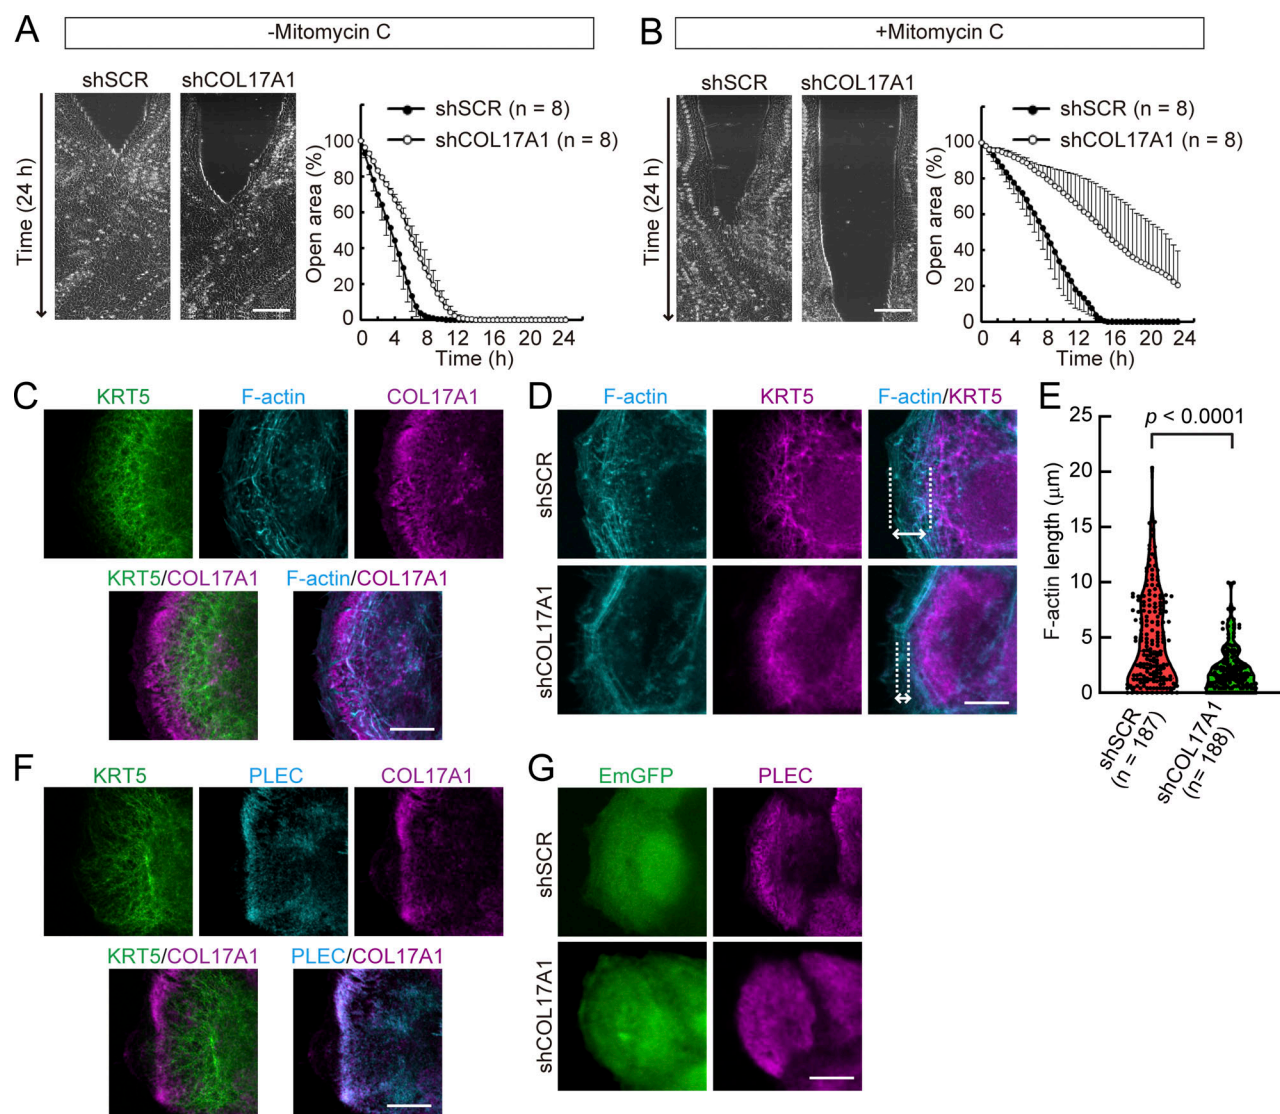 A
-Mitomycin C
shSCR
shCOL17A1
Time (24 h)
shSCR (n = 8)
shCOL17A1 (n = 8)
Open area (%)
100
80
60
40
20
0
0 4 8 12 16 20 24
Time (h)
B
+Mitomycin C
shSCR
shCOL17A1
Time (24 h)
shSCR (n = 8)
shCOL17A1 (n = 8)
Open area (%)
100
80
60
40
20
0
0 4 8 12 16 20 24
Time (h)
C
KRT5
F-actin
COL17A1
KRT5/COL17A1
F-actin/COL17A1
D
F-actin
KRT5
F-actin/KRT5
shSCR
shCOL17A1
E
p < 0.0001
F-actin length (μm)
25
20
15
10
5
0
shSCR
(n = 187)
shCOL17A1
(n= 188)
F
KRT5
PLEC
COL17A1
KRT5/COL17A1
PLEC/COL17A1
G
EmGFP
PLEC
shSCR
shCOL17A1